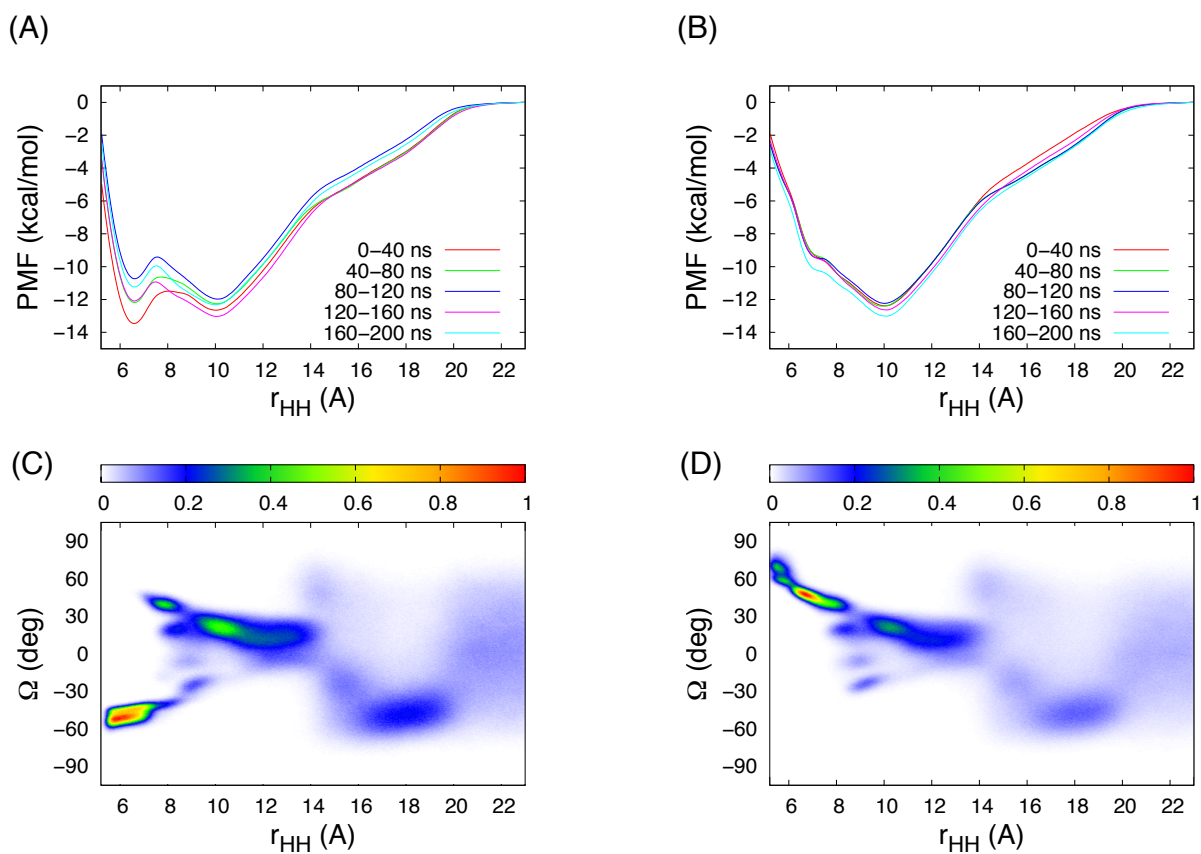 (A)
0
−2
−4
−6
−8
−10
−12
−14
PMF (kcal/mol)
0−40 ns
40−80 ns
80−120 ns
120−160 ns
160−200 ns
6 8 10 12 14 16 18 20 22
r_HH (A)
(B)
0
−2
−4
−6
−8
−10
−12
−14
PMF (kcal/mol)
0−40 ns
40−80 ns
80−120 ns
120−160 ns
160−200 ns
6 8 10 12 14 16 18 20 22
r_HH (A)
(C)
0 0.2 0.4 0.6 0.8 1
90
60
30
0
−30
−60
−90
Ω (deg)
6 8 10 12 14 16 18 20 22
r_HH (A)
(D)
0 0.2 0.4 0.6 0.8 1
90
60
30
0
−30
−60
−90
Ω (deg)
6 8 10 12 14 16 18 20 22
r_HH (A)